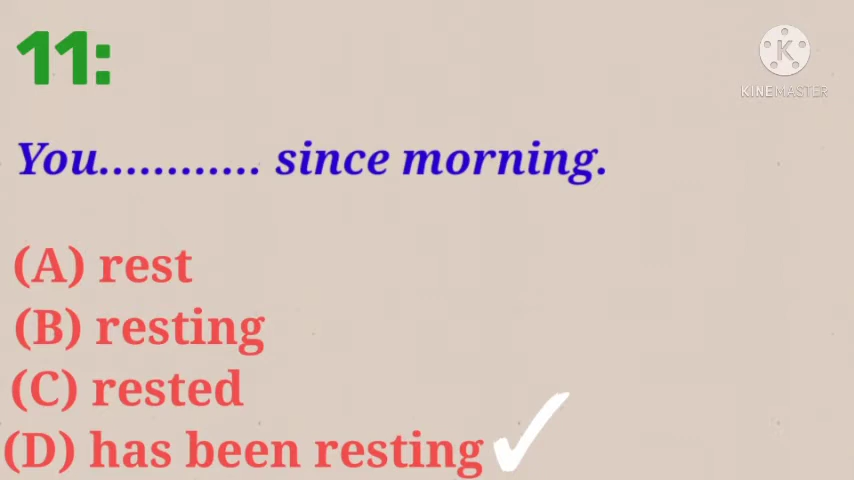 11:
KINEMASTER
You............ since morning.
(A) rest
(B) resting
(C) rested
(D) has been resting